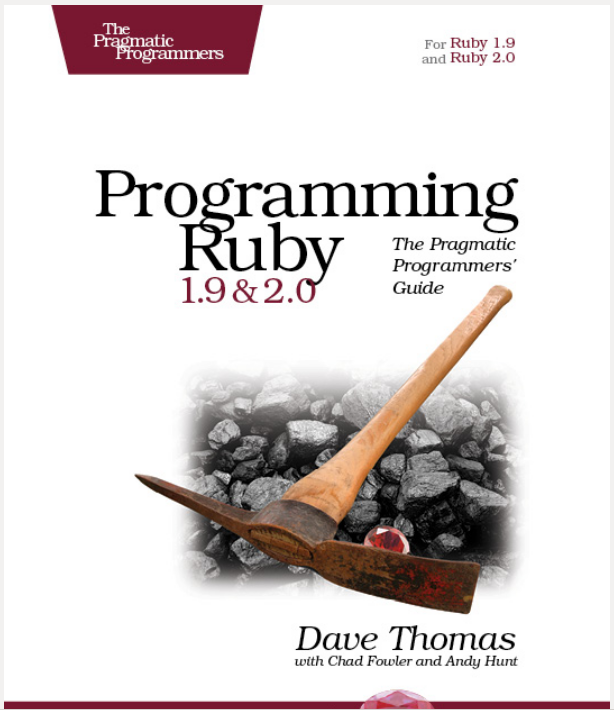 The
Pragmatic
Programmers
For Ruby 1.9
and Ruby 2.0
Programming
Ruby
1.9 & 2.0
The Pragmatic
Programmers'
Guide
Dave Thomas
with Chad Fowler and Andy Hunt